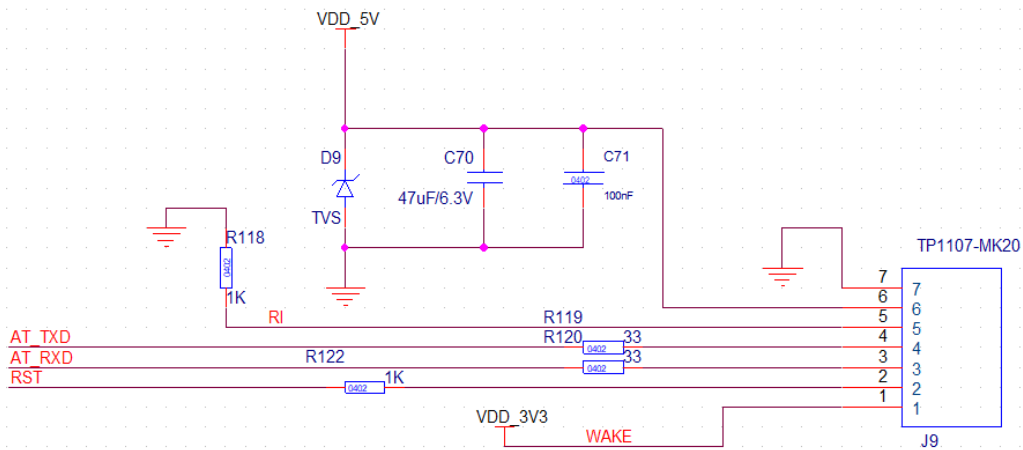 VDD_5V
D9
C70
C71
0402
47uF/6.3V
100nF
TVS
R118
0402
1K
TP1107-MK20
7
7
6
6
RI
R119
5
5
AT_TXD
R120
33
0402
4
4
AT_RXD
R122
33
0402
3
3
RST
1K
0402
2
2
1
1
VDD_3V3
WAKE
J9